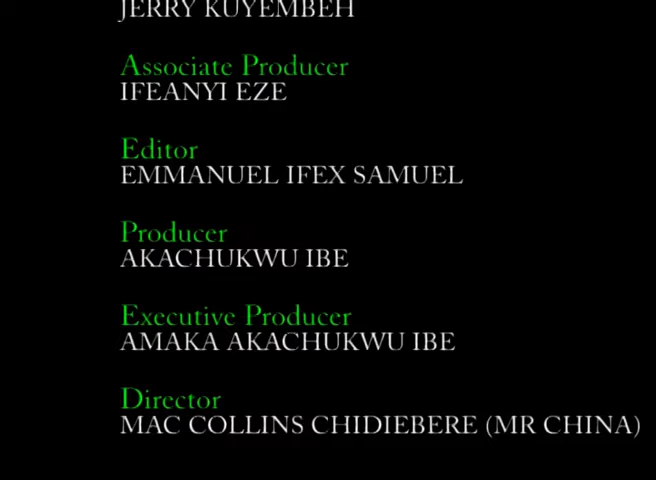 JERRY KUYEMBEH
Associate Producer
IFEANYI EZE
Editor
EMMANUEL IFEX SAMUEL
Producer
AKACHUKWU IBE
Executive Producer
AMAKA AKACHUKWU IBE
Director
MAC COLLINS CHIDIEBERE (MR CHINA)